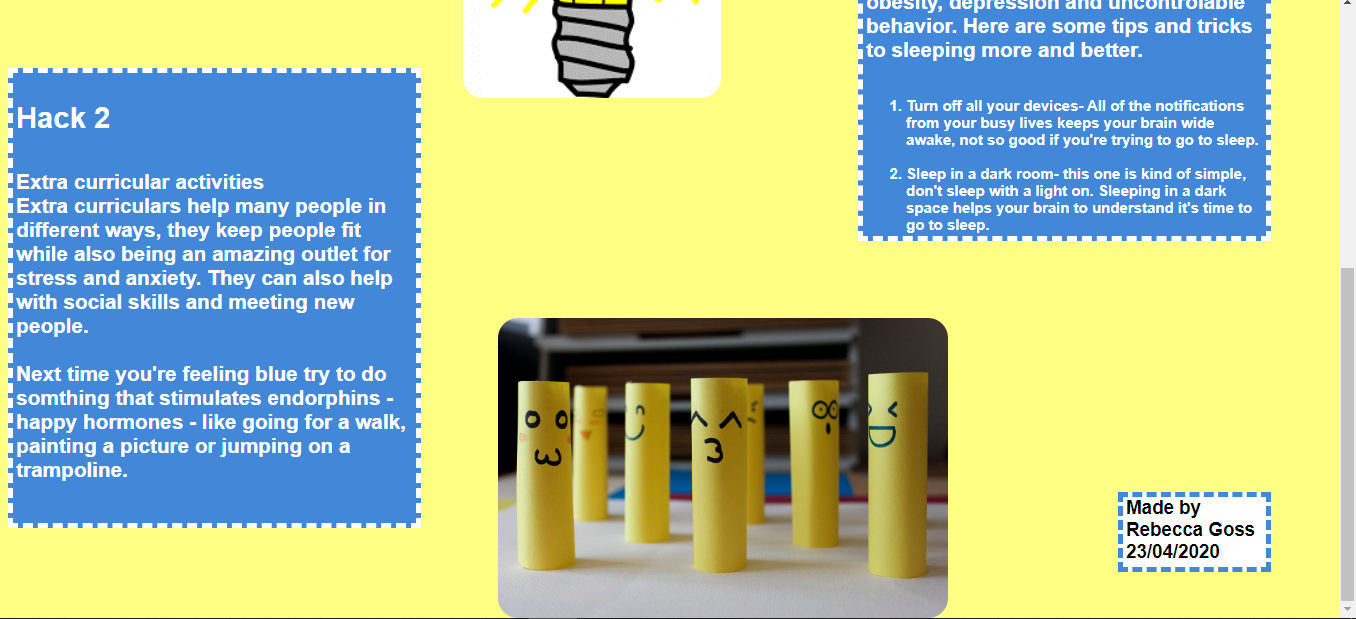 Hack 2
Extra curricular activities
Extra curriculars help many people in
different ways, they keep people fit
while also being an amazing outlet for
stress and anxiety. They can also help
with social skills and meeting new
people.
Next time you're feeling blue try to do
somthing that stimulates endorphins -
happy hormones - like going for a walk,
painting a picture or jumping on a
trampoline.
obesity, depression and uncontrolable
behavior. Here are some tips and tricks
to sleeping more and better.
1. Turn off all your devices- All of the notifications
from your busy lives keeps your brain wide
awake, not so good if you're trying to go to sleep.
2. Sleep in a dark room- this one is kind of simple,
don't sleep with a light on. Sleeping in a dark
space helps your brain to understand it's time to
go to sleep.
Made by
Rebecca Goss
23/04/2020